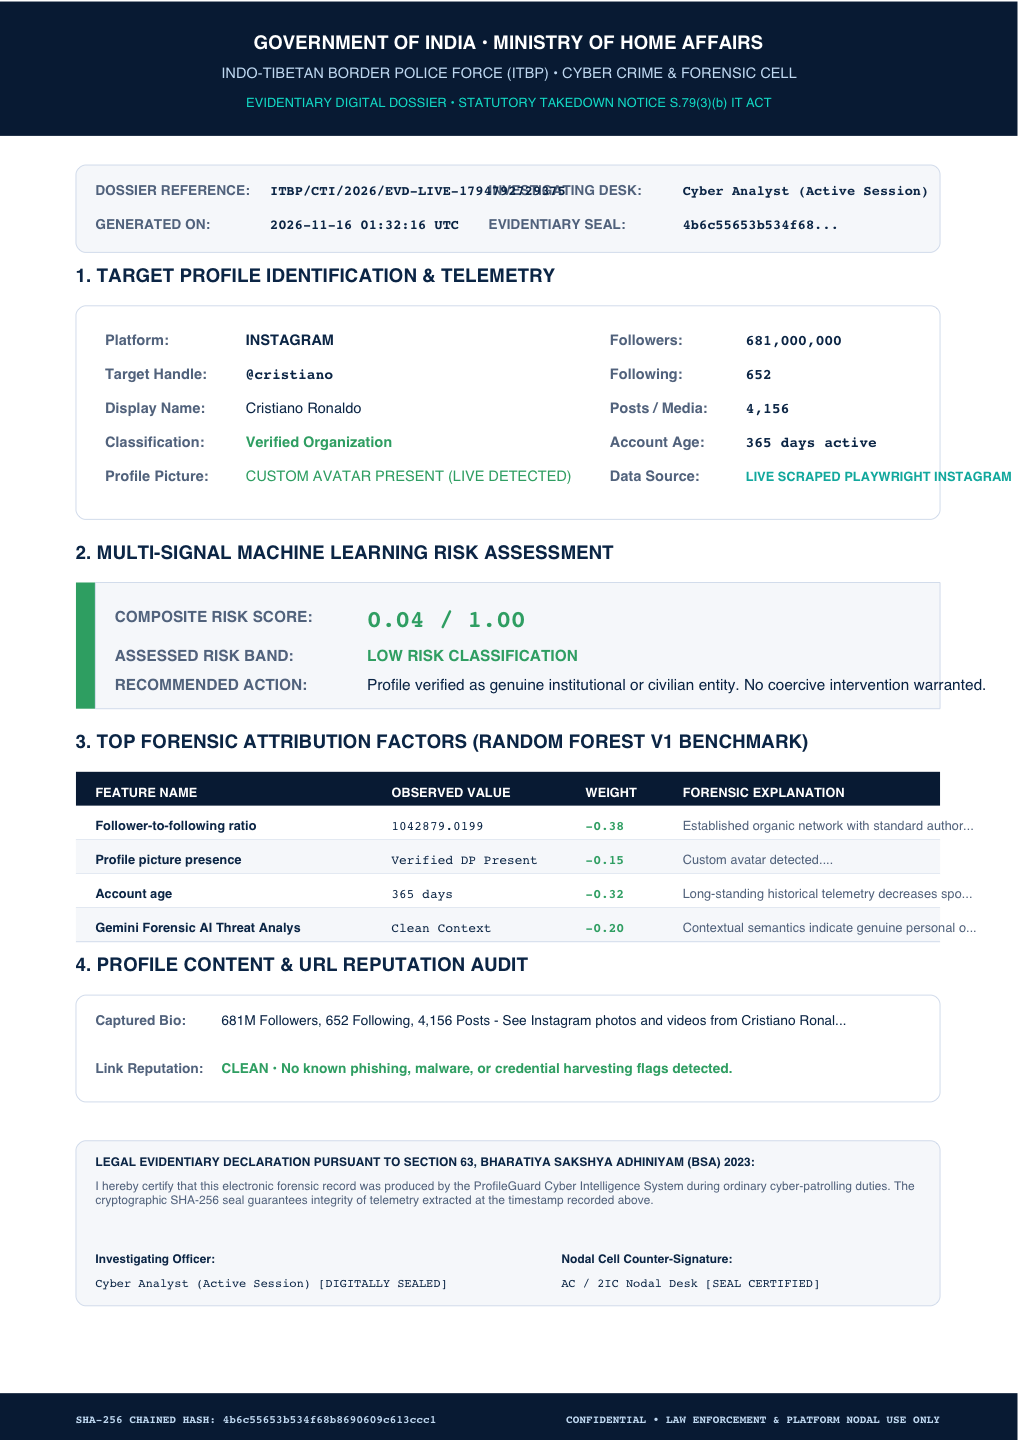 GOVERNMENT OF INDIA • MINISTRY OF HOME AFFAIRS
INDO-TIBETAN BORDER POLICE FORCE (ITBP) • CYBER CRIME & FORENSIC CELL
EVIDENTIARY DIGITAL DOSSIER • STATUTORY TAKEDOWN NOTICE S.79(3)(b) IT ACT
DOSSIER REFERENCE: ITBP/CTI/2026/EVD-LIVE-1794792729375 INVESTIGATING DESK: Cyber Analyst (Active Session)
GENERATED ON: 2026-11-16 01:32:16 UTC EVIDENTIARY SEAL: 4b6c55653b534f68...
1. TARGET PROFILE IDENTIFICATION & TELEMETRY
Platform: INSTAGRAM Followers: 681,000,000
Target Handle: @cristiano Following: 652
Display Name: Cristiano Ronaldo Posts / Media: 4,156
Classification: Verified Organization Account Age: 365 days active
Profile Picture: CUSTOM AVATAR PRESENT (LIVE DETECTED) Data Source: LIVE SCRAPED PLAYWRIGHT INSTAGRAM
2. MULTI-SIGNAL MACHINE LEARNING RISK ASSESSMENT
COMPOSITE RISK SCORE: 0.04 / 1.00
ASSESSED RISK BAND: LOW RISK CLASSIFICATION
RECOMMENDED ACTION: Profile verified as genuine institutional or civilian entity. No coercive intervention warranted.
3. TOP FORENSIC ATTRIBUTION FACTORS (RANDOM FOREST V1 BENCHMARK)
FEATURE NAME OBSERVED VALUE WEIGHT FORENSIC EXPLANATION
Follower-to-following ratio 1042879.0199 -0.38 Established organic network with standard author...
Profile picture presence Verified DP Present -0.15 Custom avatar detected....
Account age 365 days -0.32 Long-standing historical telemetry decreases spo...
Gemini Forensic AI Threat Analys Clean Context -0.20 Contextual semantics indicate genuine personal o...
4. PROFILE CONTENT & URL REPUTATION AUDIT
Captured Bio: 681M Followers, 652 Following, 4,156 Posts - See Instagram photos and videos from Cristiano Ronal...
Link Reputation: CLEAN • No known phishing, malware, or credential harvesting flags detected.
LEGAL EVIDENTIARY DECLARATION PURSUANT TO SECTION 63, BHARATIYA SAKSHYA ADHINIYAM (BSA) 2023:
I hereby certify that this electronic forensic record was produced by the ProfileGuard Cyber Intelligence System during ordinary cyber-patrolling duties. The
cryptographic SHA-256 seal guarantees integrity of telemetry extracted at the timestamp recorded above.
Investigating Officer: Nodal Cell Counter-Signature:
Cyber Analyst (Active Session) [DIGITALLY SEALED] AC / 2IC Nodal Desk [SEAL CERTIFIED]
SHA-256 CHAINED HASH: 4b6c55653b534f68b8690609c613ccc1 CONFIDENTIAL • LAW ENFORCEMENT & PLATFORM NODAL USE ONLY